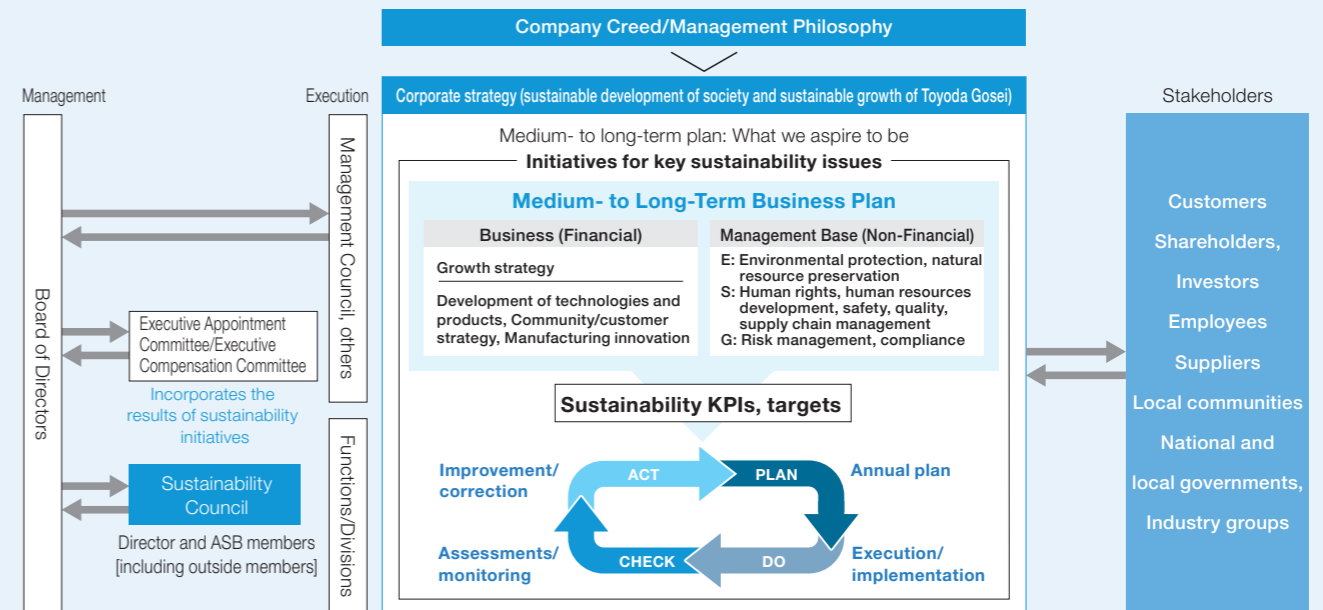 Company Creed/Management Philosophy
Management
Execution
Corporate strategy (sustainable development of society and sustainable growth of Toyoda Gosei)
Stakeholders
Board of Directors
Management Council, others
Executive Appointment
Committee/Executive
Compensation Committee
Incorporates the
results of sustainability
initiatives
Sustainability
Council
Director and ASB members
[including outside members]
Functions/Divisions
Medium- to long-term plan: What we aspire to be
Initiatives for key sustainability issues
Medium- to Long-Term Business Plan
Business (Financial)
Growth strategy
Development of technologies and
products, Community/customer
strategy, Manufacturing innovation
Management Base (Non-Financial)
E: Environmental protection, natural
resource preservation
S: Human rights, human resources
development, safety, quality,
supply chain management
G: Risk management, compliance
Sustainability KPIs, targets
Improvement/
correction
ACT
PLAN
Annual plan
Assessments/
monitoring
CHECK
DO
Execution/
implementation
Customers
Shareholders,
Investors
Employees
Suppliers
Local communities
National and
local governments,
Industry groups